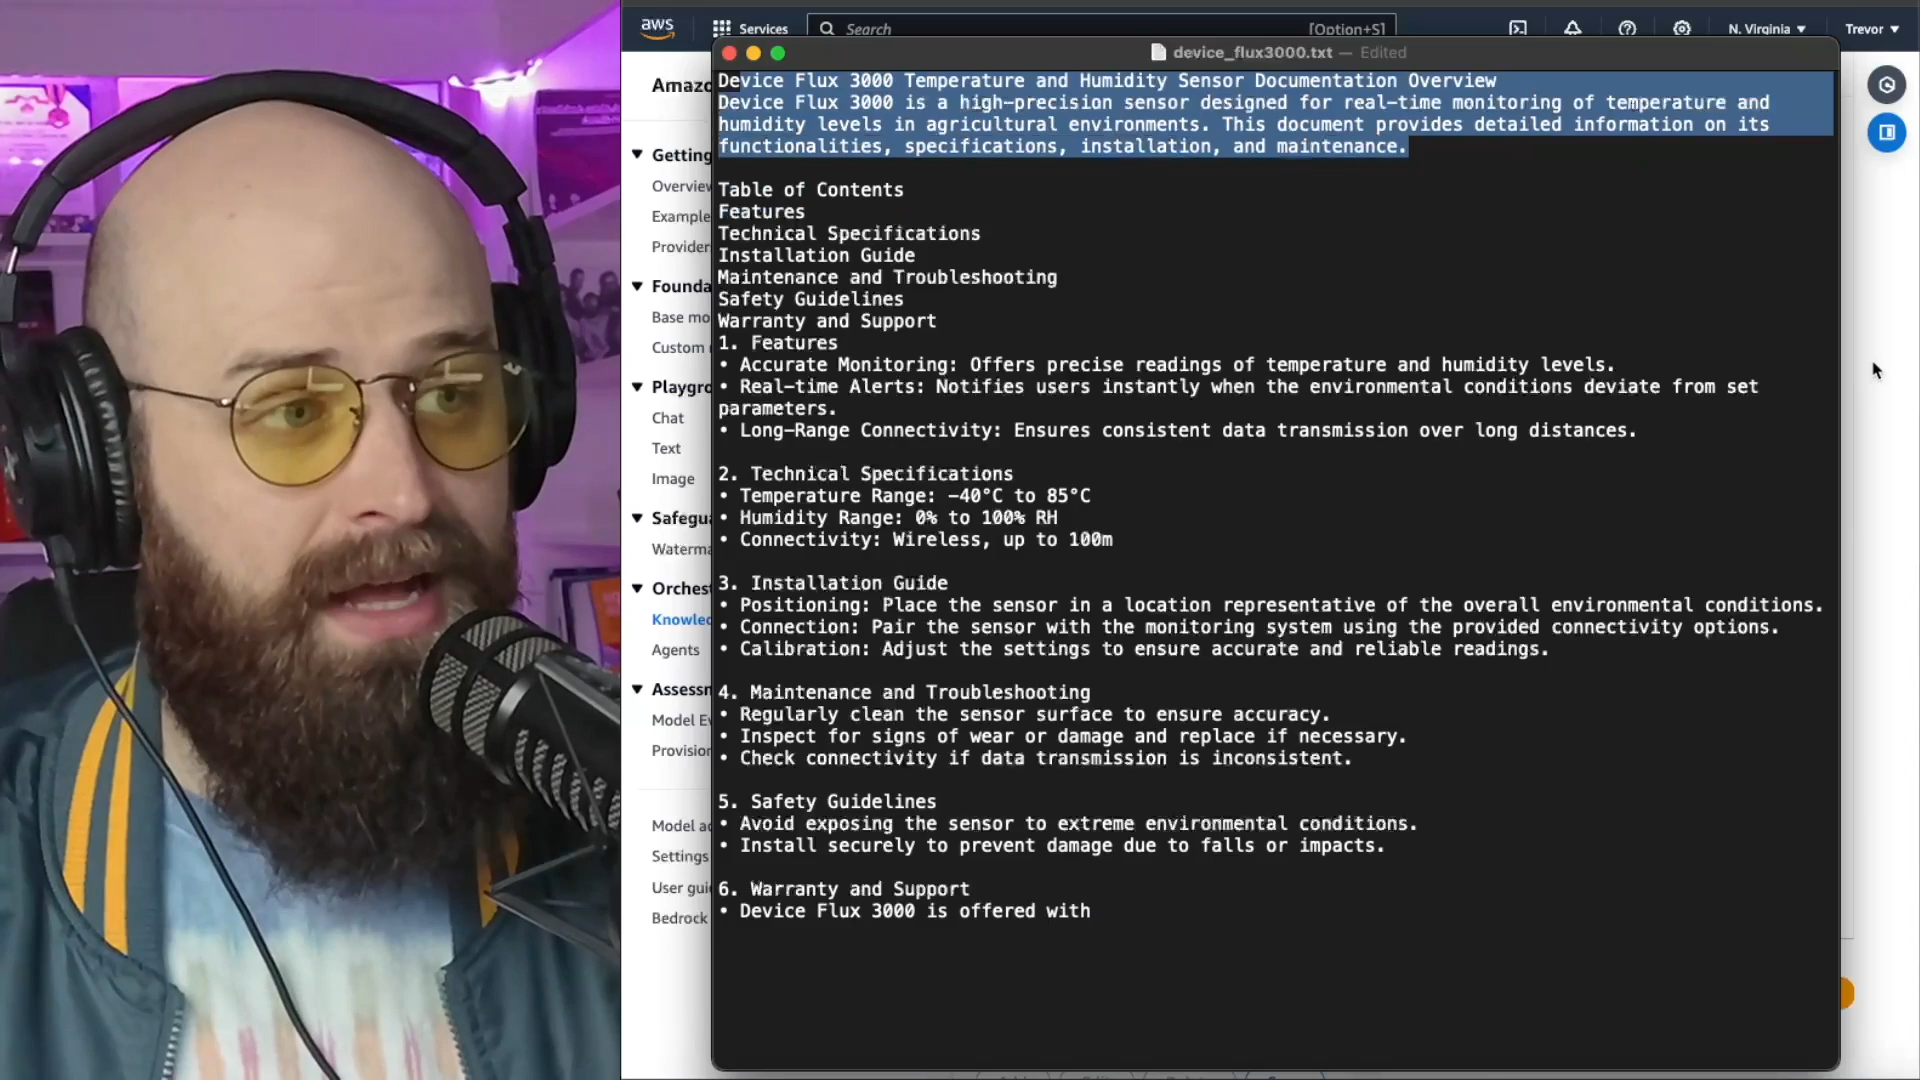 aws
Services
Search
[Option+S]
N. Virginia
Trevor
device_flux3000.txt — Edited
Device Flux 3000 Temperature and Humidity Sensor Documentation Overview
Device Flux 3000 is a high-precision sensor designed for real-time monitoring of temperature and
humidity levels in agricultural environments. This document provides detailed information on its
functionalities, specifications, installation, and maintenance.
Table of Contents
Features
Technical Specifications
Installation Guide
Maintenance and Troubleshooting
Safety Guidelines
Warranty and Support
1. Features
• Accurate Monitoring: Offers precise readings of temperature and humidity levels.
• Real-time Alerts: Notifies users instantly when the environmental conditions deviate from set
parameters.
• Long-Range Connectivity: Ensures consistent data transmission over long distances.
2. Technical Specifications
• Temperature Range: -40°C to 85°C
• Humidity Range: 0% to 100% RH
• Connectivity: Wireless, up to 100m
3. Installation Guide
• Positioning: Place the sensor in a location representative of the overall environmental conditions.
• Connection: Pair the sensor with the monitoring system using the provided connectivity options.
• Calibration: Adjust the settings to ensure accurate and reliable readings.
4. Maintenance and Troubleshooting
• Regularly clean the sensor surface to ensure accuracy.
• Inspect for signs of wear or damage and replace if necessary.
• Check connectivity if data transmission is inconsistent.
5. Safety Guidelines
• Avoid exposing the sensor to extreme environmental conditions.
• Install securely to prevent damage due to falls or impacts.
6. Warranty and Support
• Device Flux 3000 is offered with
Amazo
Getting
Overview
Example
Providers
Founda
Base mo
Custom
Playgro
Chat
Text
Image
Safegua
Waterma
Orchest
Knowled
Agents
Assessm
Model Ev
Provision
Model ac
Settings
User guid
Bedrock